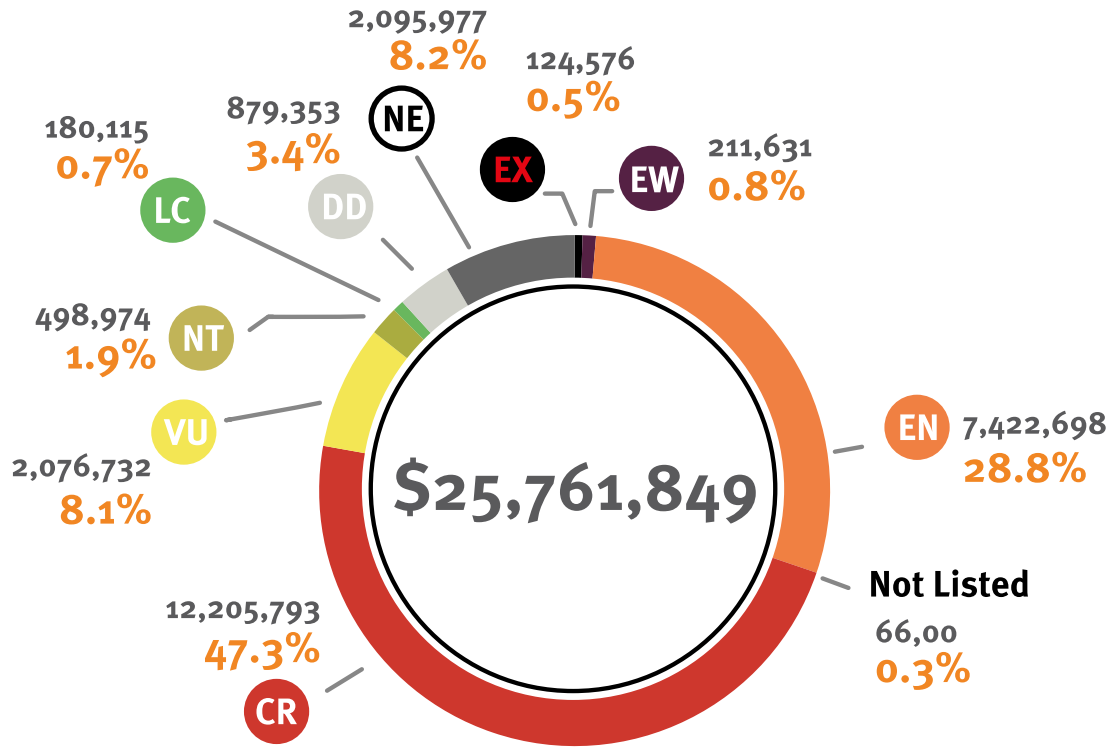 2,095,977
8.2%
NE
124,576
0.5%
EX
211,631
0.8%
EW
879,353
3.4%
DD
180,115
0.7%
LC
498,974
1.9%
NT
VU
2,076,732
8.1%
$25,761,849
EN
7,422,698
28.8%
Not Listed
66,00
0.3%
12,205,793
47.3%
CR